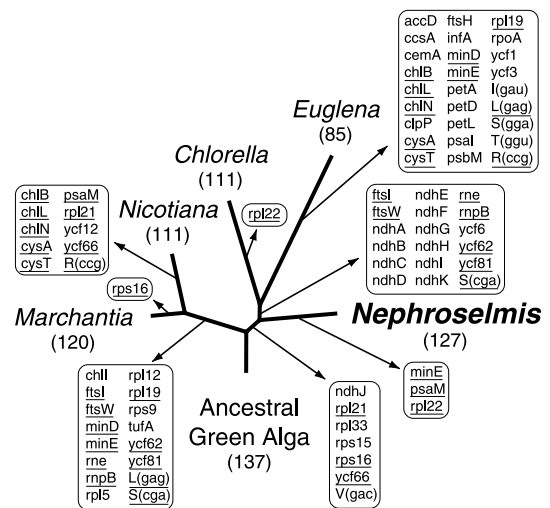 accD ftsH rpl19
ccsA infA rpoA
cemA minD ycf1
chlB minE ycf3
chlL petA I(gau)
chlN petD L(gag)
clpP petL S(gga)
cysA psaI T(ggu)
cysT psbM R(ccg)
Euglena
(85)
Chlorella
(111)
rpl22
chlB psaM
chlL rpl21
chlN ycf12
cysA ycf66
cysT R(ccg)
Nicotiana
(111)
ftsI ndhE rne
ftsW ndhF rnpB
ndhA ndhG ycf6
ndhB ndhH ycf62
ndhC ndhI ycf81
ndhD ndhK S(cga)
rps16
Marchantia
(120)
Nephroselmis
(127)
chlI rpl12
ftsI rpl19
ftsW rps9
minD tufA
minE ycf62
rne ycf81
rnpB L(gag)
rpl5 S(cga)
Ancestral
Green Alga
(137)
ndhJ
rpl21
rpl33
rps15
rps16
ycf66
V(gac)
minE
psaM
rpl22